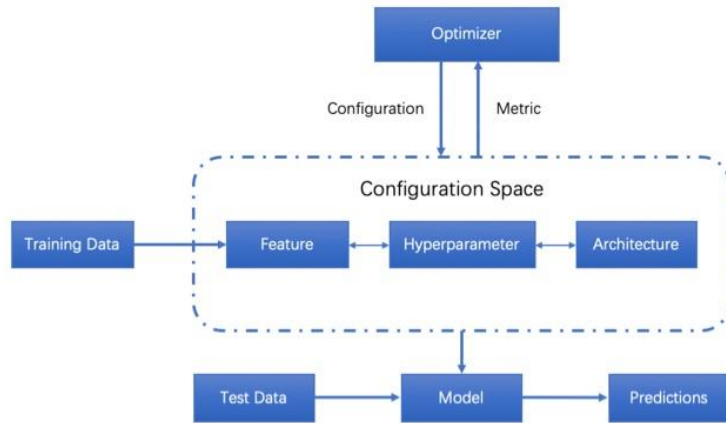 Optimizer
Configuration
Metric
Configuration Space
Training Data
Feature
Hyperparameter
Architecture
Test Data
Model
Predictions